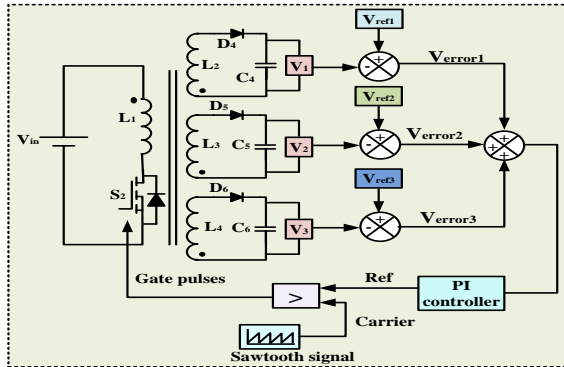 Vref1
D4
L2
C4
V1
Verror1
Vin
L1
S2
Vref2
D5
L3
C5
V2
Verror2
Vref3
D6
L4
C6
V3
Verror3
- +
- +
- +
+ + +
Gate pulses
>
Ref
PI
controller
Carrier
Sawtooth signal